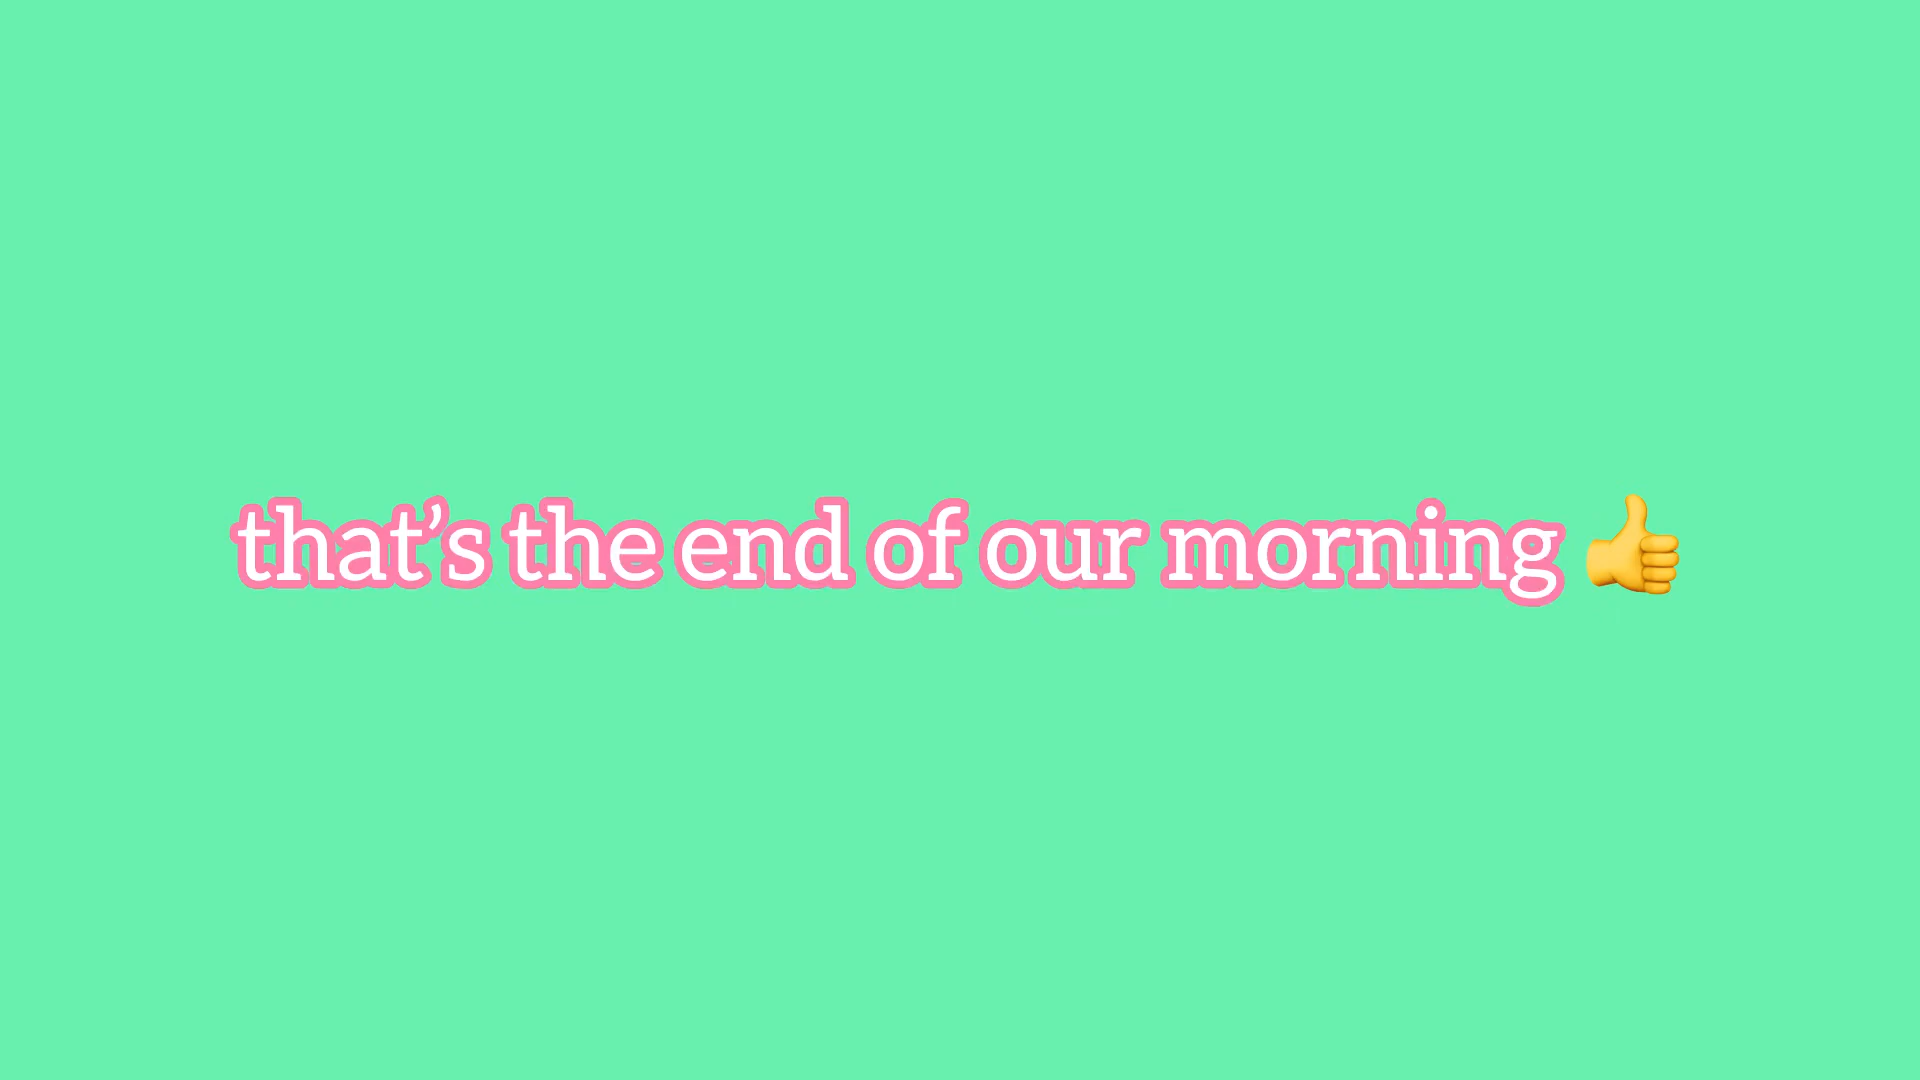 that’s the end of our morning 👍